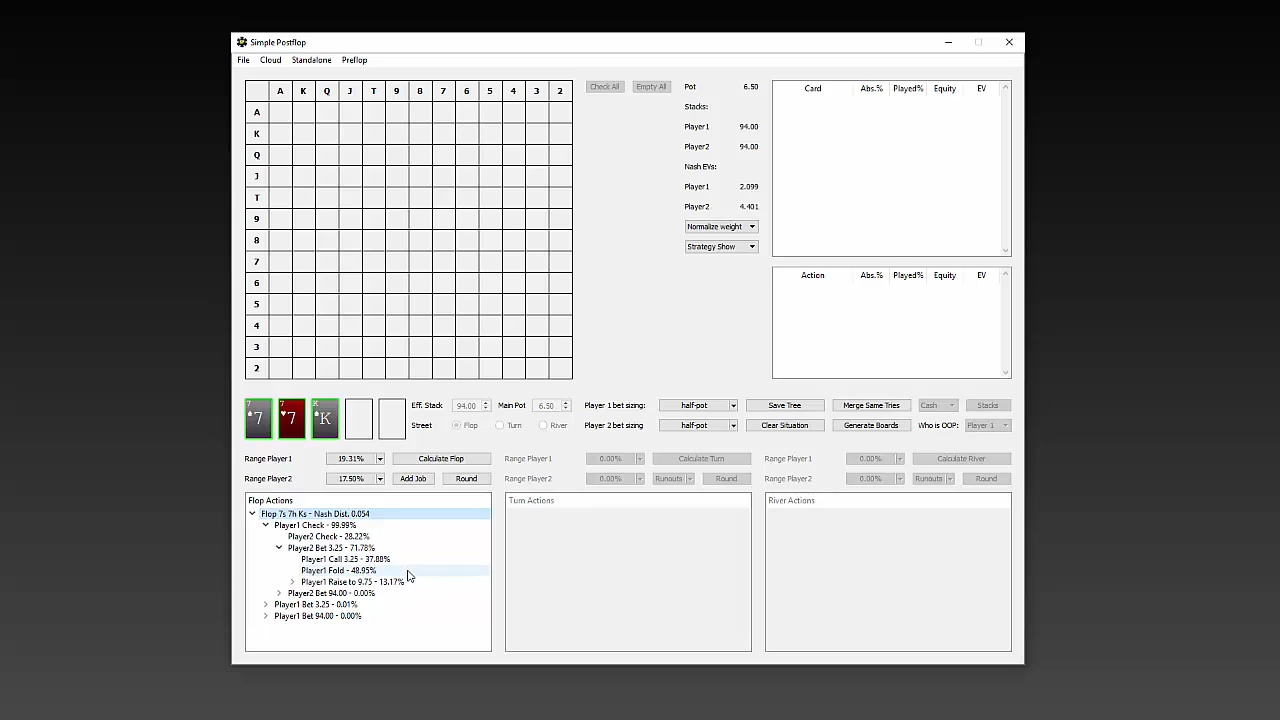 Simple Postflop
File Cloud Standalone Preflop
A K Q J T 9 8 7 6 5 4 3 2
A
K
Q
J
T
9
8
7
6
5
4
3
2
Check All Empty All
Pot 6.50
Stacks:
Player1 94.00
Player2 94.00
Nash EVs:
Player1 2.099
Player2 4.401
Normalize weight
Strategy Show
Card Abs.% Played% Equity EV
Action Abs.% Played% Equity EV
7 7 K
7 7 K
Eff. Stack 94.00 Main Pot 6.50
Street Flop Turn River
Player 1 bet sizing: half-pot Save Tree Merge Same Tries Cash Stacks
Player 2 bet sizing half-pot Clear Situation Generate Boards Who is OOP: Player 1
Range Player1 19.31% Calculate Flop
Range Player2 17.50% Add Job Round
Range Player1 0.00% Calculate Turn
Range Player2 0.00% Runouts Round
Range Player1 0.00% Calculate River
Range Player2 0.00% Runouts Round
Flop Actions
Flop 7s 7h Ks - Nash Dist. 0.054
Player1 Check - 99.99%
Player2 Check - 28.22%
Player2 Bet 3.25 - 71.78%
Player1 Call 3.25 - 37.88%
Player1 Fold - 48.95%
Player1 Raise to 9.75 - 13.17%
Player2 Bet 94.00 - 0.00%
Player1 Bet 3.25 - 0.01%
Player1 Bet 94.00 - 0.00%
Turn Actions
River Actions